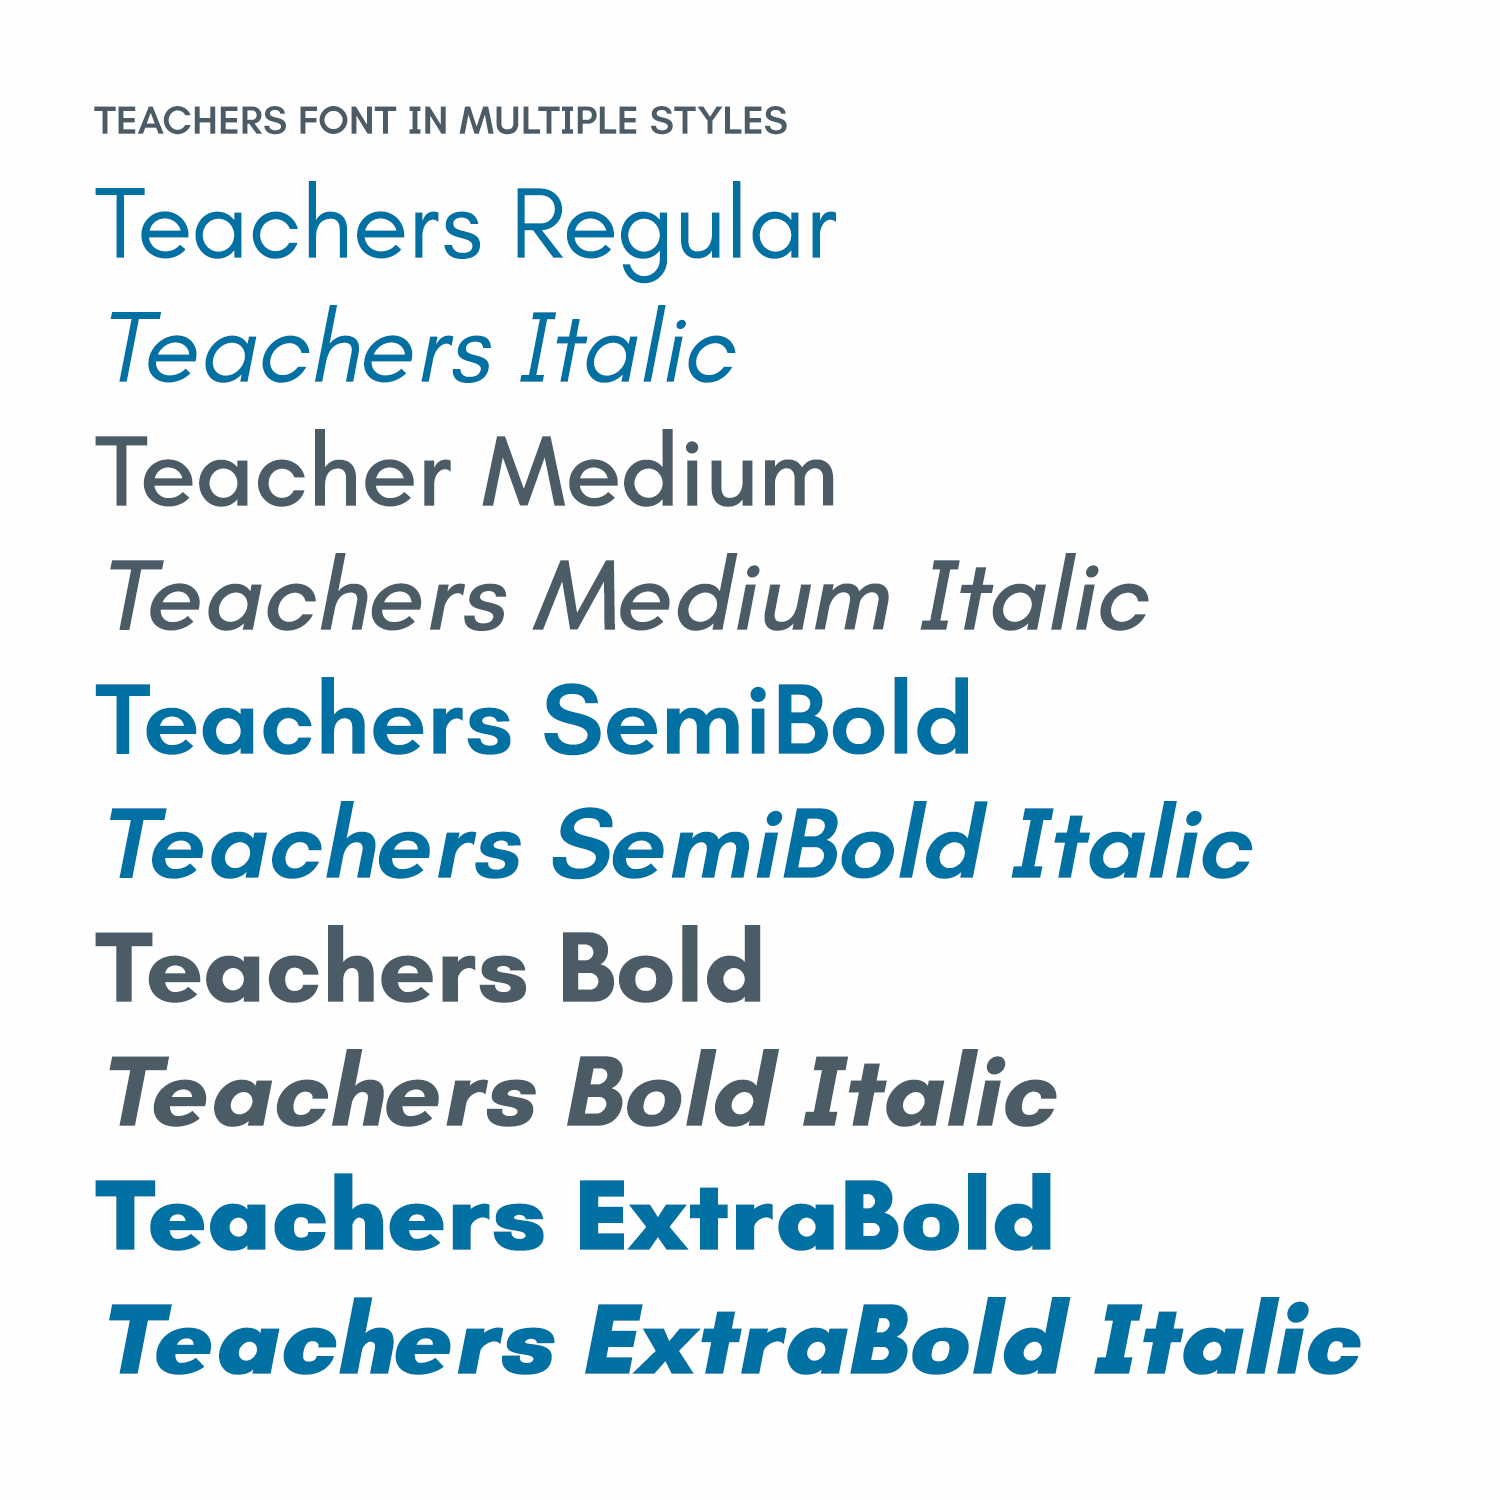 TEACHERS FONT IN MULTIPLE STYLES
Teachers Regular
Teachers Italic
Teacher Medium
Teachers Medium Italic
Teachers SemiBold
Teachers SemiBold Italic
Teachers Bold
Teachers Bold Italic
Teachers ExtraBold
Teachers ExtraBold Italic